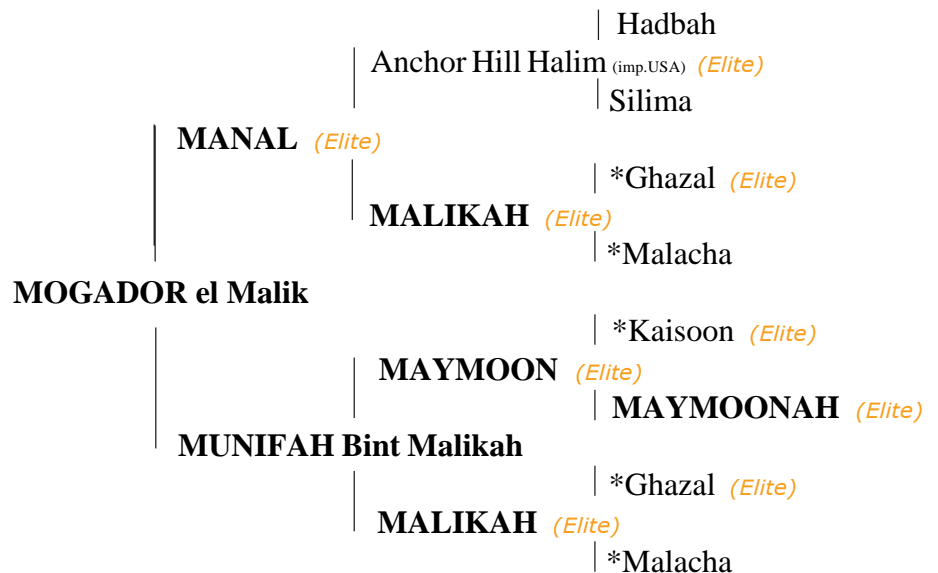 Hadbah
Anchor Hill Halim (imp.USA) (Elite)
Silima
MANAL (Elite)
*Ghazal (Elite)
MALIKAH (Elite)
*Malacha
MOGADOR el Malik
*Kaisoon (Elite)
MAYMOON (Elite)
MAYMOONAH (Elite)
MUNIFAH Bint Malikah
*Ghazal (Elite)
MALIKAH (Elite)
*Malacha